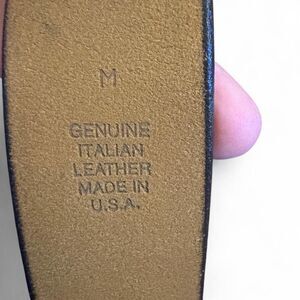 M
GENUINE
ITALIAN
LEATHER
MADE IN
U.S.A.